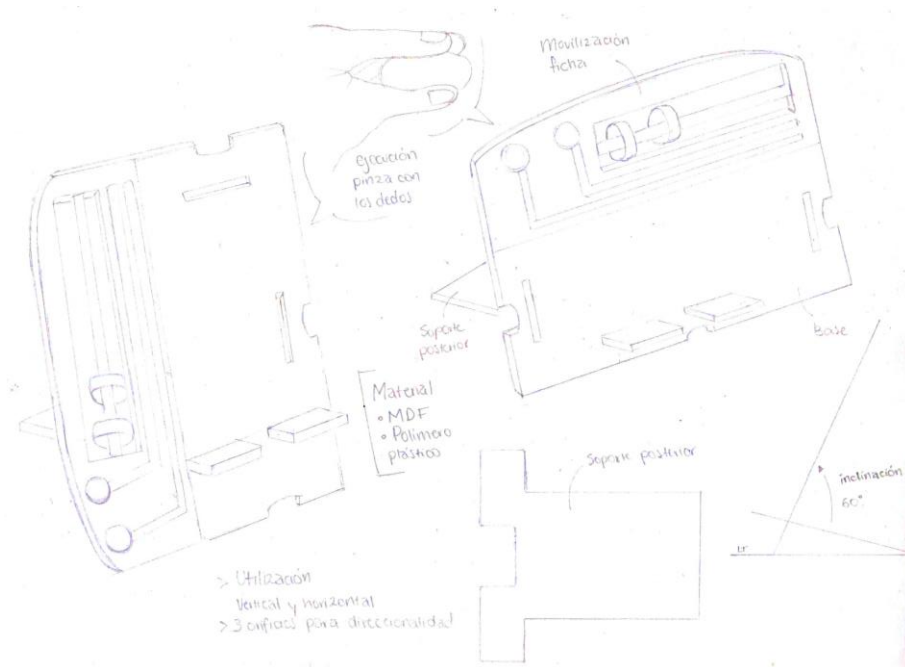 Movilización
ficha
ejecución
pinza con
los dedos
Soporte
posterior
Base
Material
• MDF
• Polimero
plástico
Soporte posterior
inclinación
60°
> Utilización
Vertical y horizontal
> 3 orificios para direccionalidad